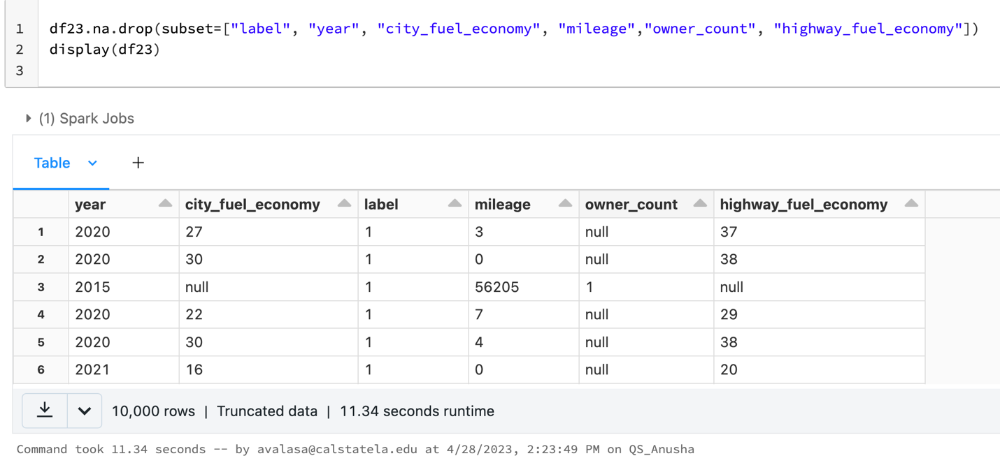 1 df23.na.drop(subset=["label", "year", "city_fuel_economy", "mileage","owner_count", "highway_fuel_economy"])
2 display(df23)
3
(1) Spark Jobs
Table +
year city_fuel_economy label mileage owner_count highway_fuel_economy
1 2020 27 1 3 null 37
2 2020 30 1 0 null 38
3 2015 null 1 56205 1 null
4 2020 22 1 7 null 29
5 2020 30 1 4 null 38
6 2021 16 1 0 null 20
10,000 rows | Truncated data | 11.34 seconds runtime
Command took 11.34 seconds -- by avalasa@calstatela.edu at 4/28/2023, 2:23:49 PM on QS_Anusha